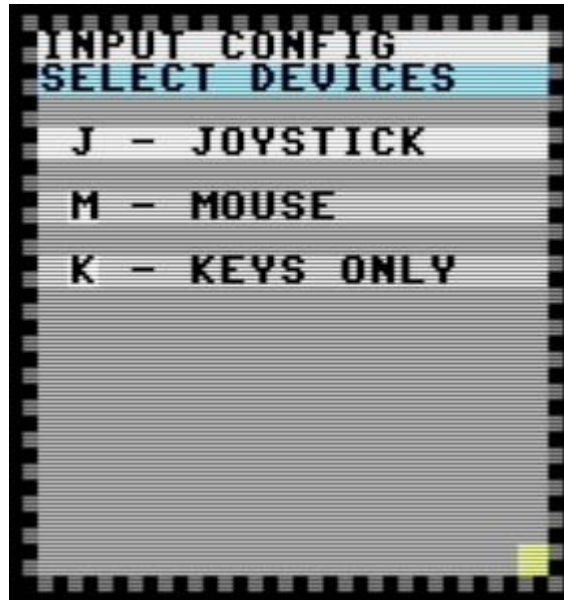 INPUT CONFIG
SELECT DEVICES
J - JOYSTICK
M - MOUSE
K - KEYS ONLY